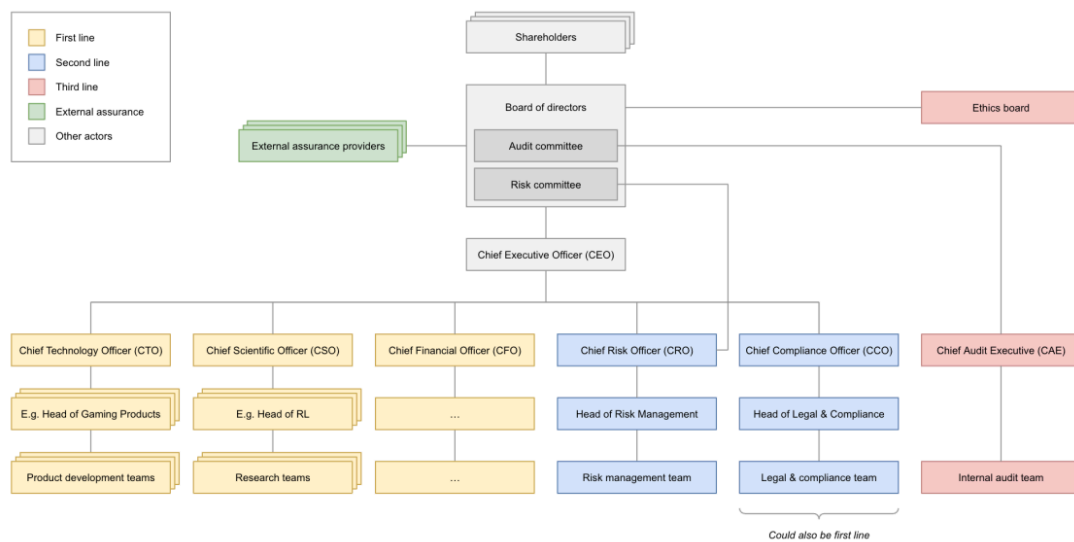 First line
Second line
Third line
External assurance
Other actors
Shareholders
Board of directors
Ethics board
External assurance providers
Audit committee
Risk committee
Chief Executive Officer (CEO)
Chief Technology Officer (CTO)
Chief Scientific Officer (CSO)
Chief Financial Officer (CFO)
Chief Risk Officer (CRO)
Chief Compliance Officer (CCO)
Chief Audit Executive (CAE)
E.g. Head of Gaming Products
E.g. Head of RL
...
Head of Risk Management
Head of Legal & Compliance
Product development teams
Research teams
...
Risk management team
Legal & compliance team
Internal audit team
Could also be first line